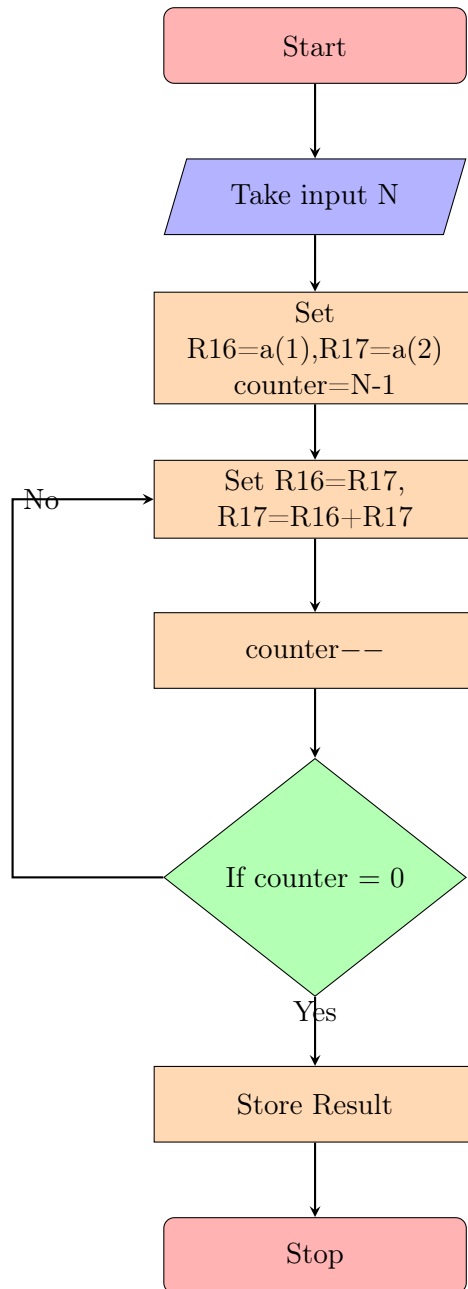 Start
Take input N
Set
R16=a(1),R17=a(2)
counter=N-1
Set R16=R17,
R17=R16+R17
No
counter−−
If counter = 0
Yes
Store Result
Stop